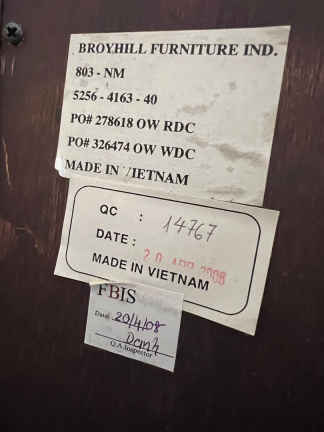 BROYHILL FURNITURE IND.
803 - NM
5256 - 4163 - 40
PO# 278618 OW RDC
PO# 326474 OW WDC
MADE IN VIETNAM
QC : 14767
DATE : 20 APR 2008
MADE IN VIETNAM
FBIS
Date: 20/4/08
Danh
Q.A.Inspector